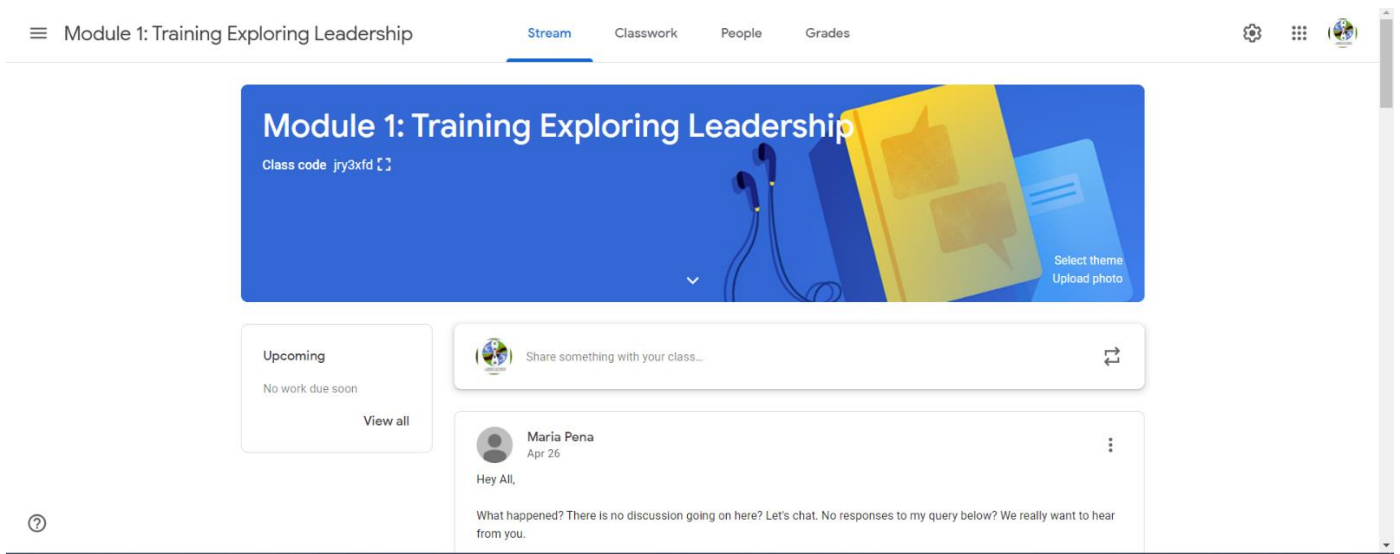 Module 1: Training Exploring Leadership
Stream
Classwork
People
Grades
Module 1: Training Exploring Leadership
Class code jry3xfd
Select theme
Upload photo
Upcoming
No work due soon
View all
Share something with your class...
Maria Pena
Apr 26
Hey All,
What happened? There is no discussion going on here? Let's chat. No responses to my query below? We really want to hear
from you.